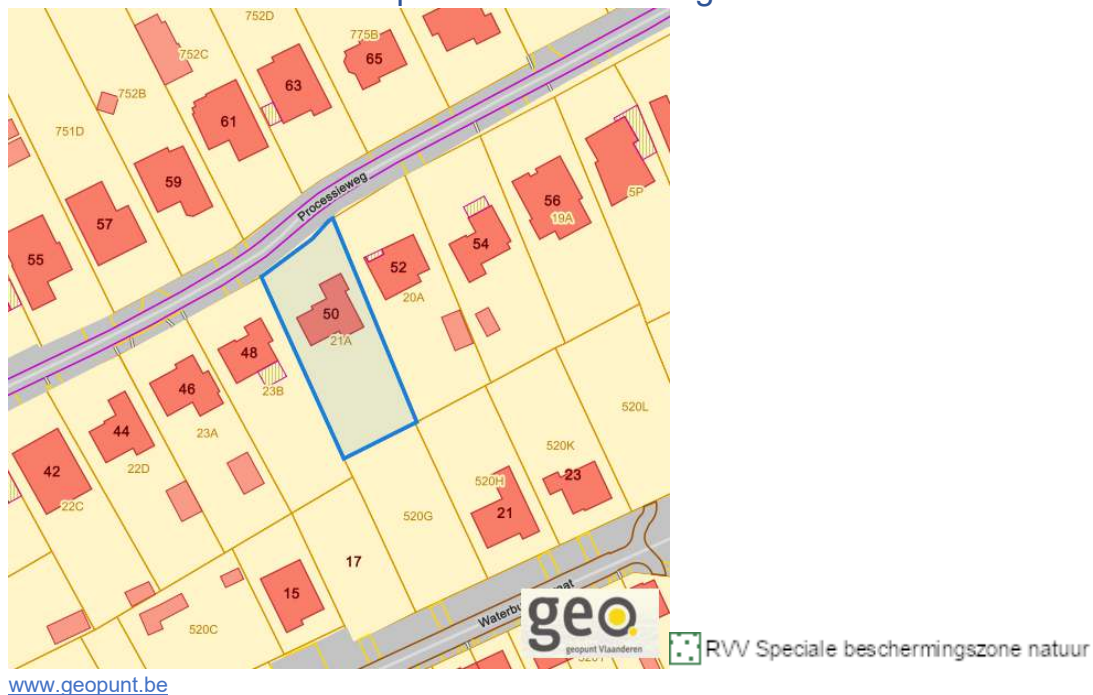 752D
752C
775B
65
63
752B
61
751D
59
Processieweg
57
56
19A
5P
55
54
52
20A
50
21A
48
23B
46
520L
44
23A
520K
42
22D
520H
23
22C
21
520G
17
15
520C
geo
geopunt Vlaanderen
RVV Speciale beschermingszone natuur
www.geopunt.be